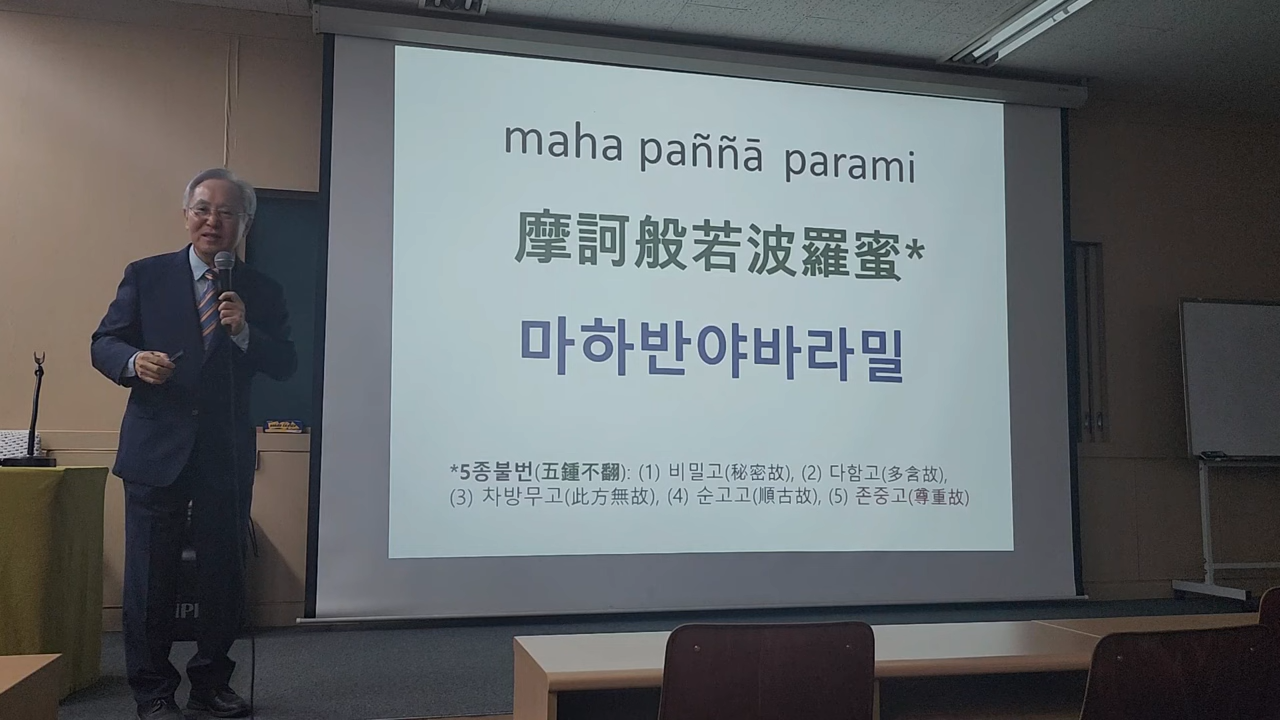 maha paññā parami
摩訶般若波羅蜜*
마하반야바라밀
*5종불번(五鍾不翻): (1) 비밀고(秘密故), (2) 다함고(多含故),
(3) 차방무고(此方無故), (4) 순고고(順古故), (5) 존중고(尊重故)
iPl